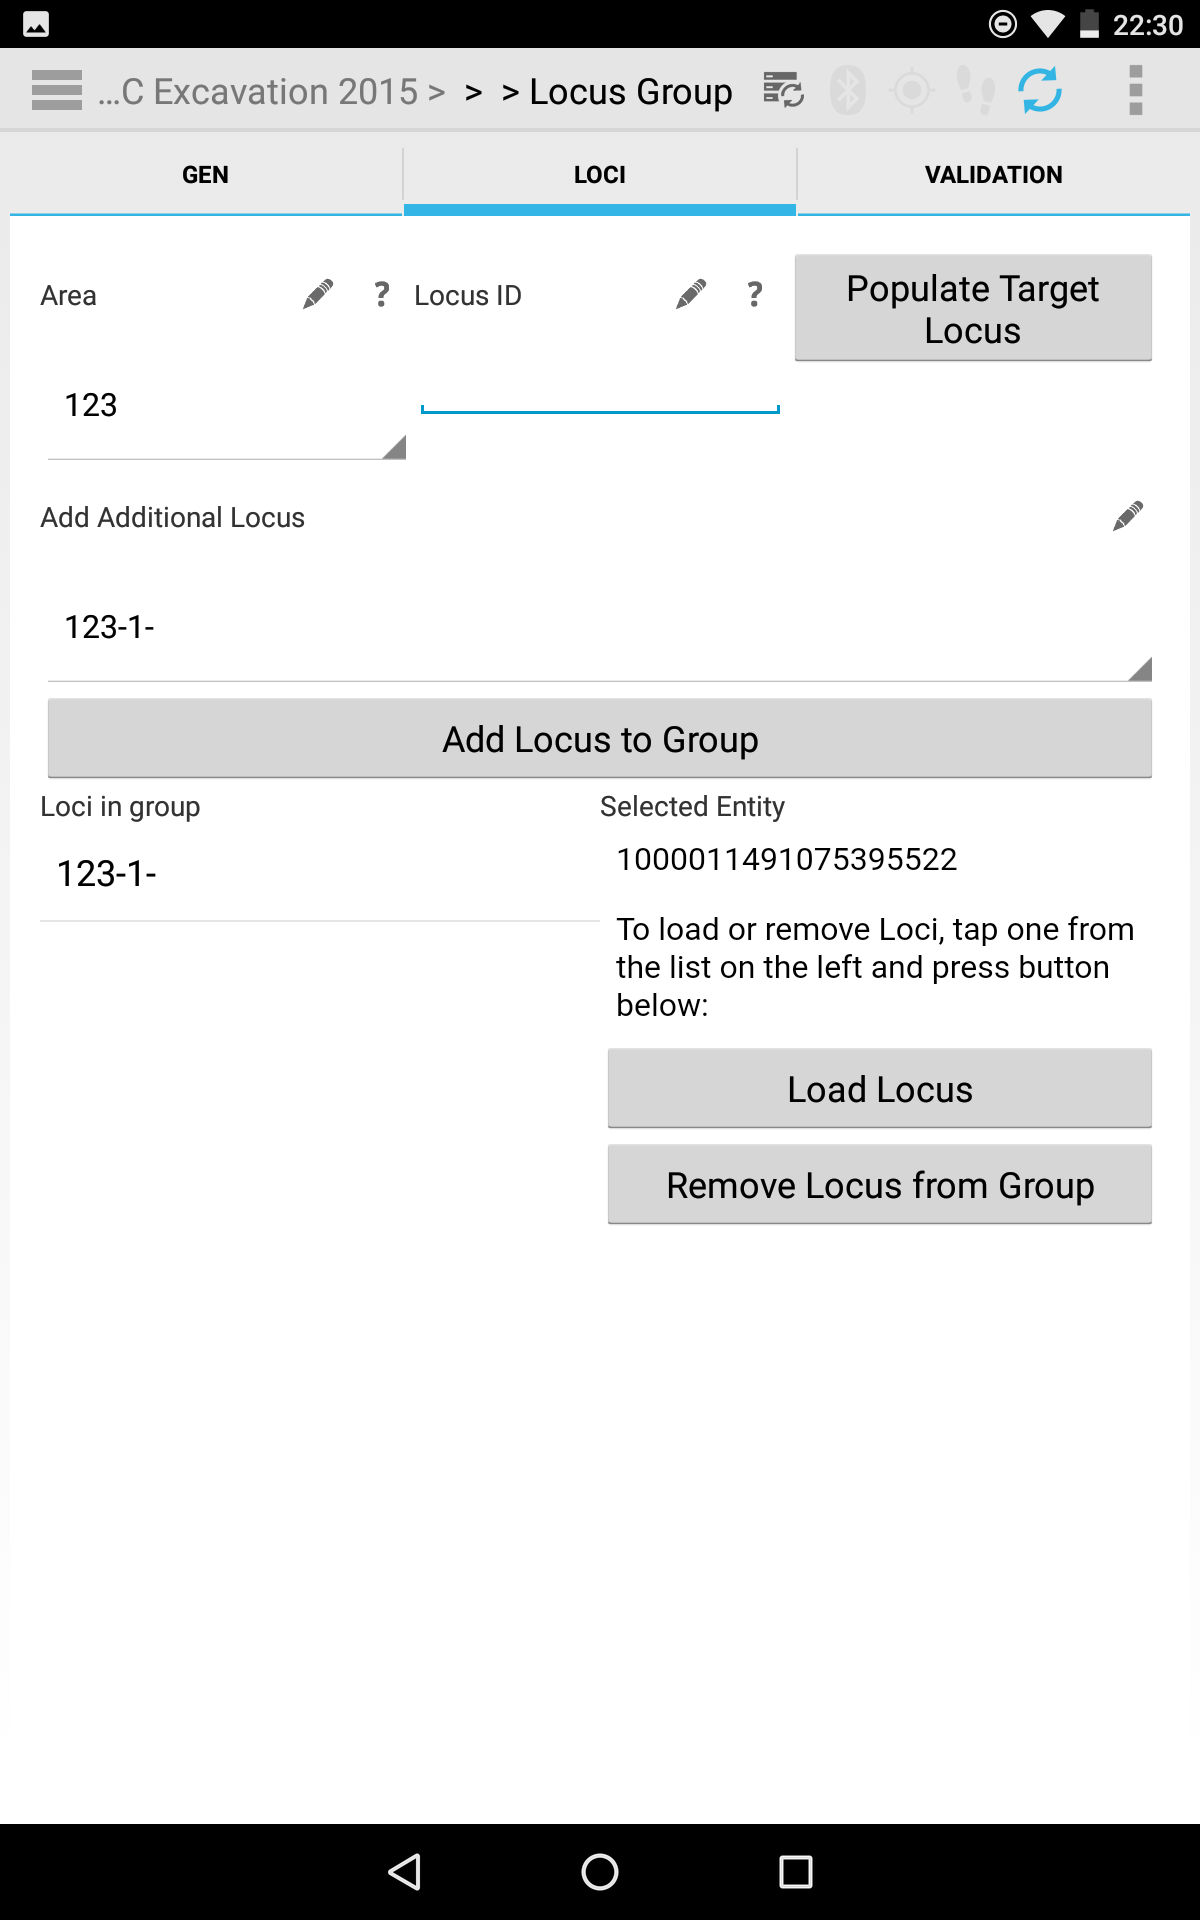 22:30
...C Excavation 2015 > > > Locus Group
GEN LOCI VALIDATION
Area ? Locus ID ? Populate Target
Locus
123
Add Additional Locus
123-1-
Add Locus to Group
Loci in group Selected Entity
123-1- 1000011491075395522
To load or remove Loci, tap one from
the list on the left and press button
below:
Load Locus
Remove Locus from Group